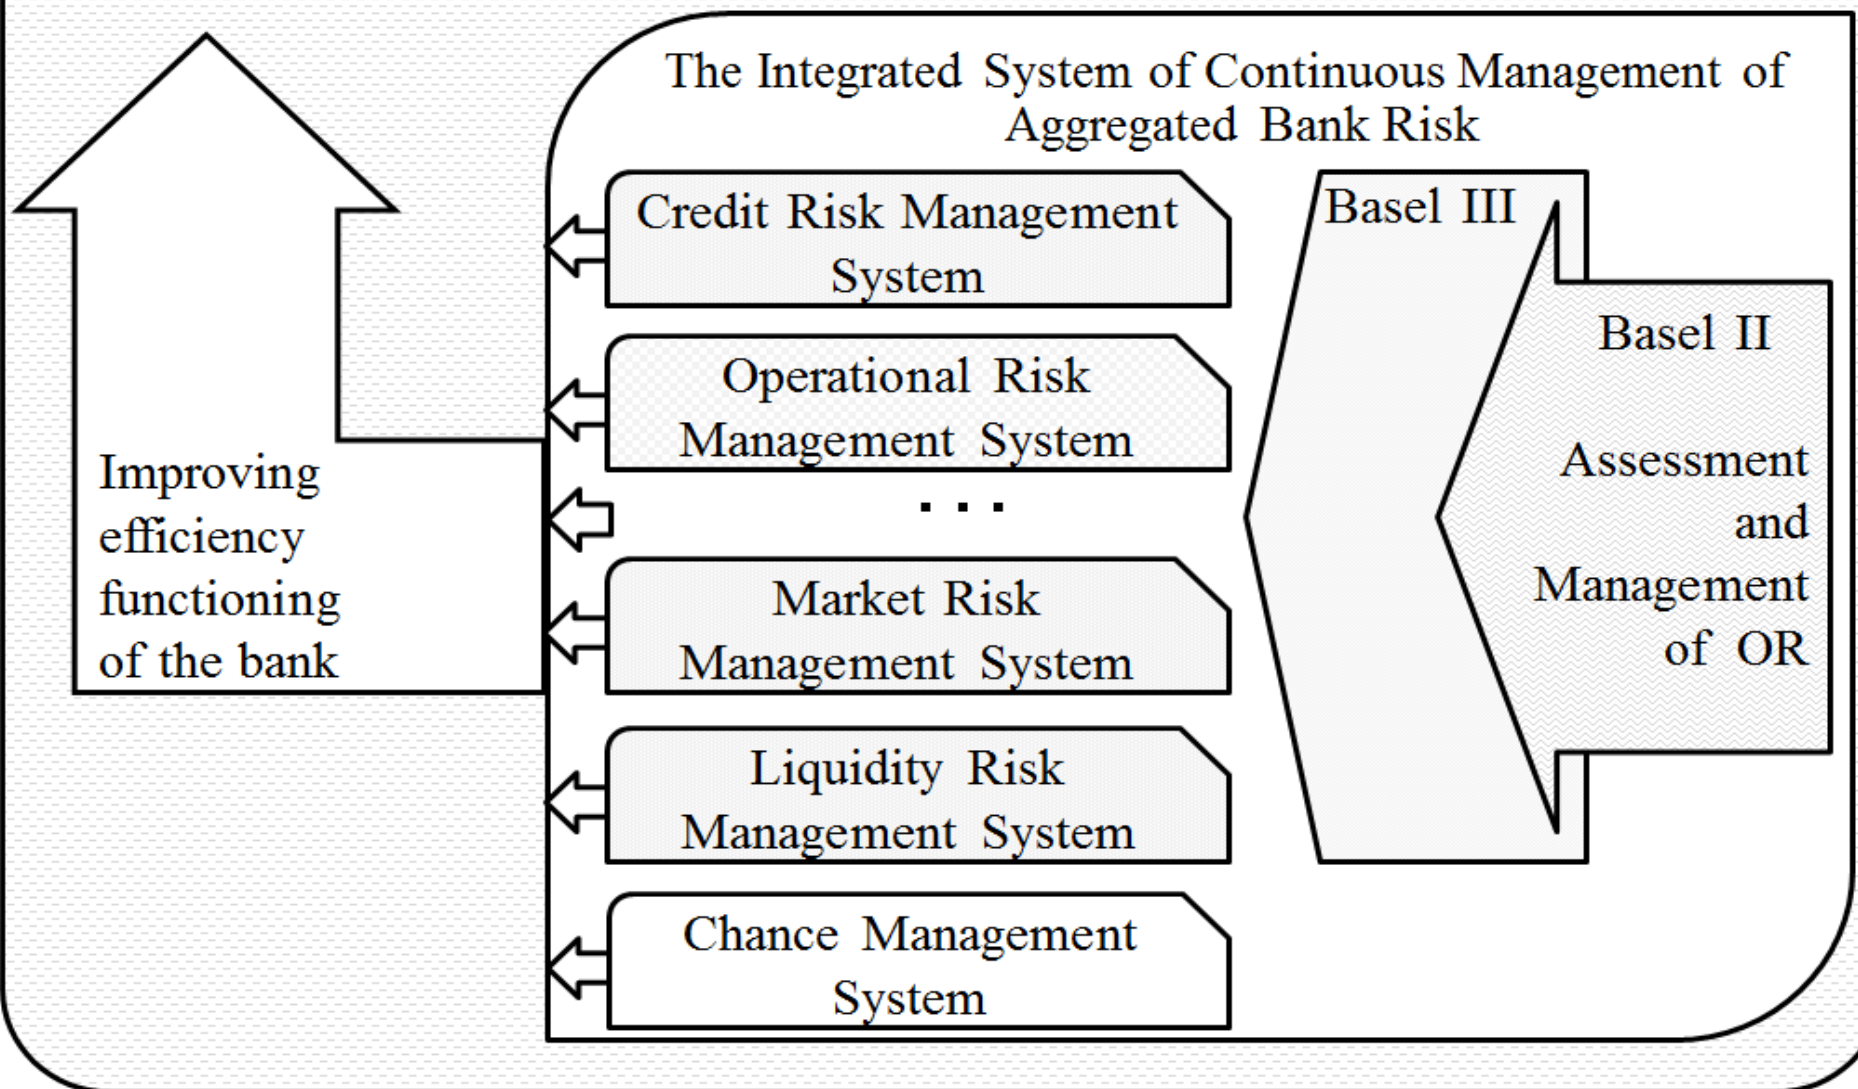 The Integrated System of Continuous Management of
Aggregated Bank Risk
Credit Risk Management
System
Operational Risk
Management System
. . .
Market Risk
Management System
Liquidity Risk
Management System
Chance Management
System
Basel III
Basel II
Assessment
and
Management
of OR
Improving
efficiency
functioning
of the bank